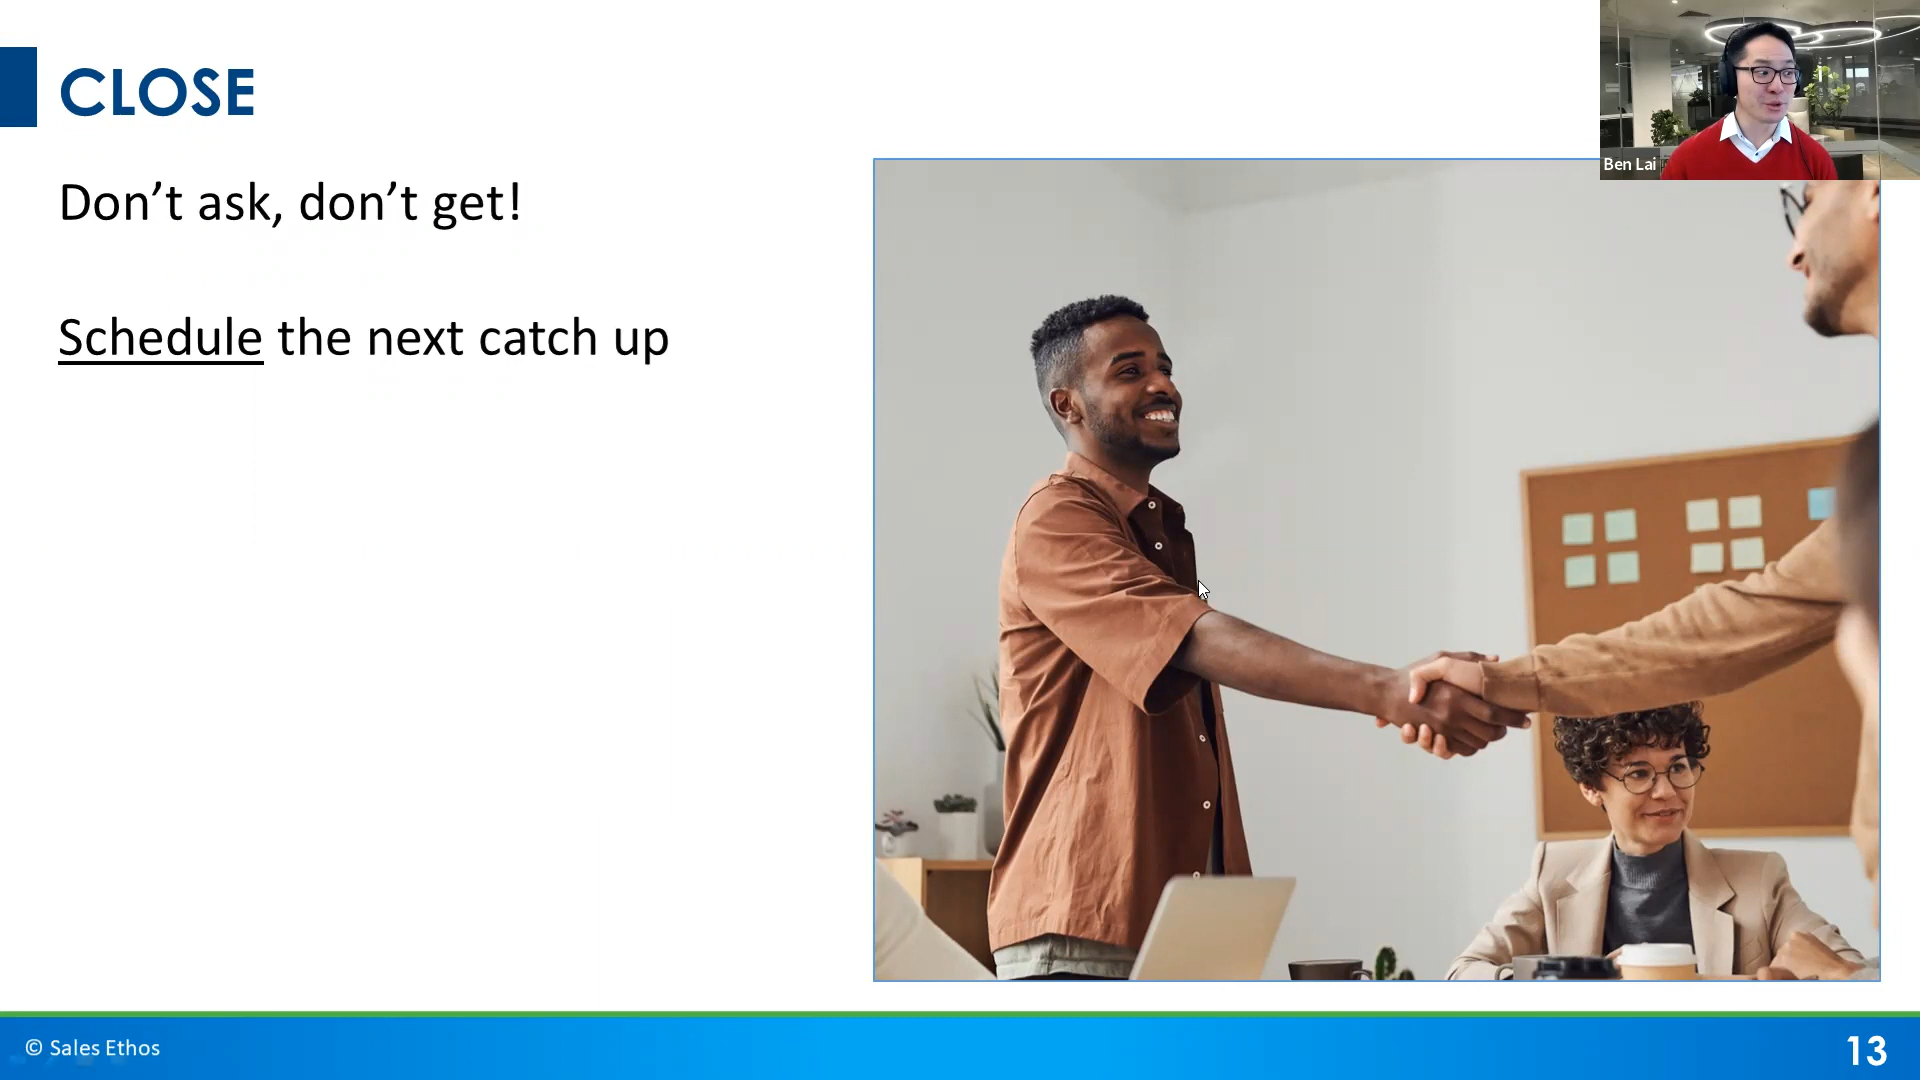 CLOSE
Don’t ask, don’t get!
Schedule the next catch up
Ben Lai
© Sales Ethos
13